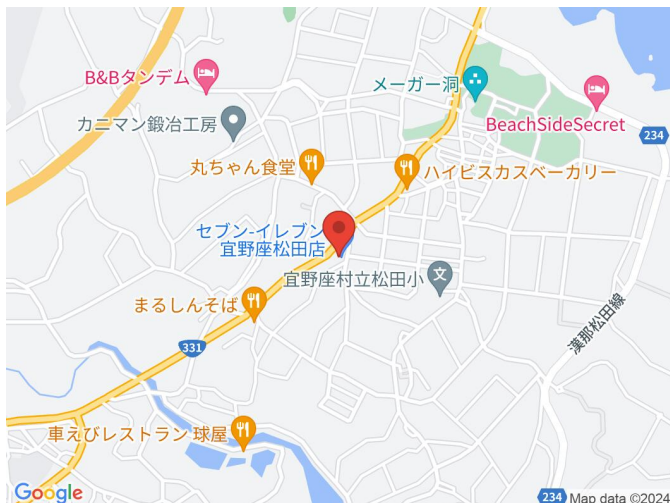 B&Bタンデム
メーガー洞
カニマン鍛冶工房
BeachSideSecret
234
丸ちゃん食堂
ハイビスカスベーカリー
セブン-イレブン
宜野座松田店
宜野座村立松田小
まるしんそば
331
漢那松田線
車えびレストラン 球屋
Google
234
Map data ©2024